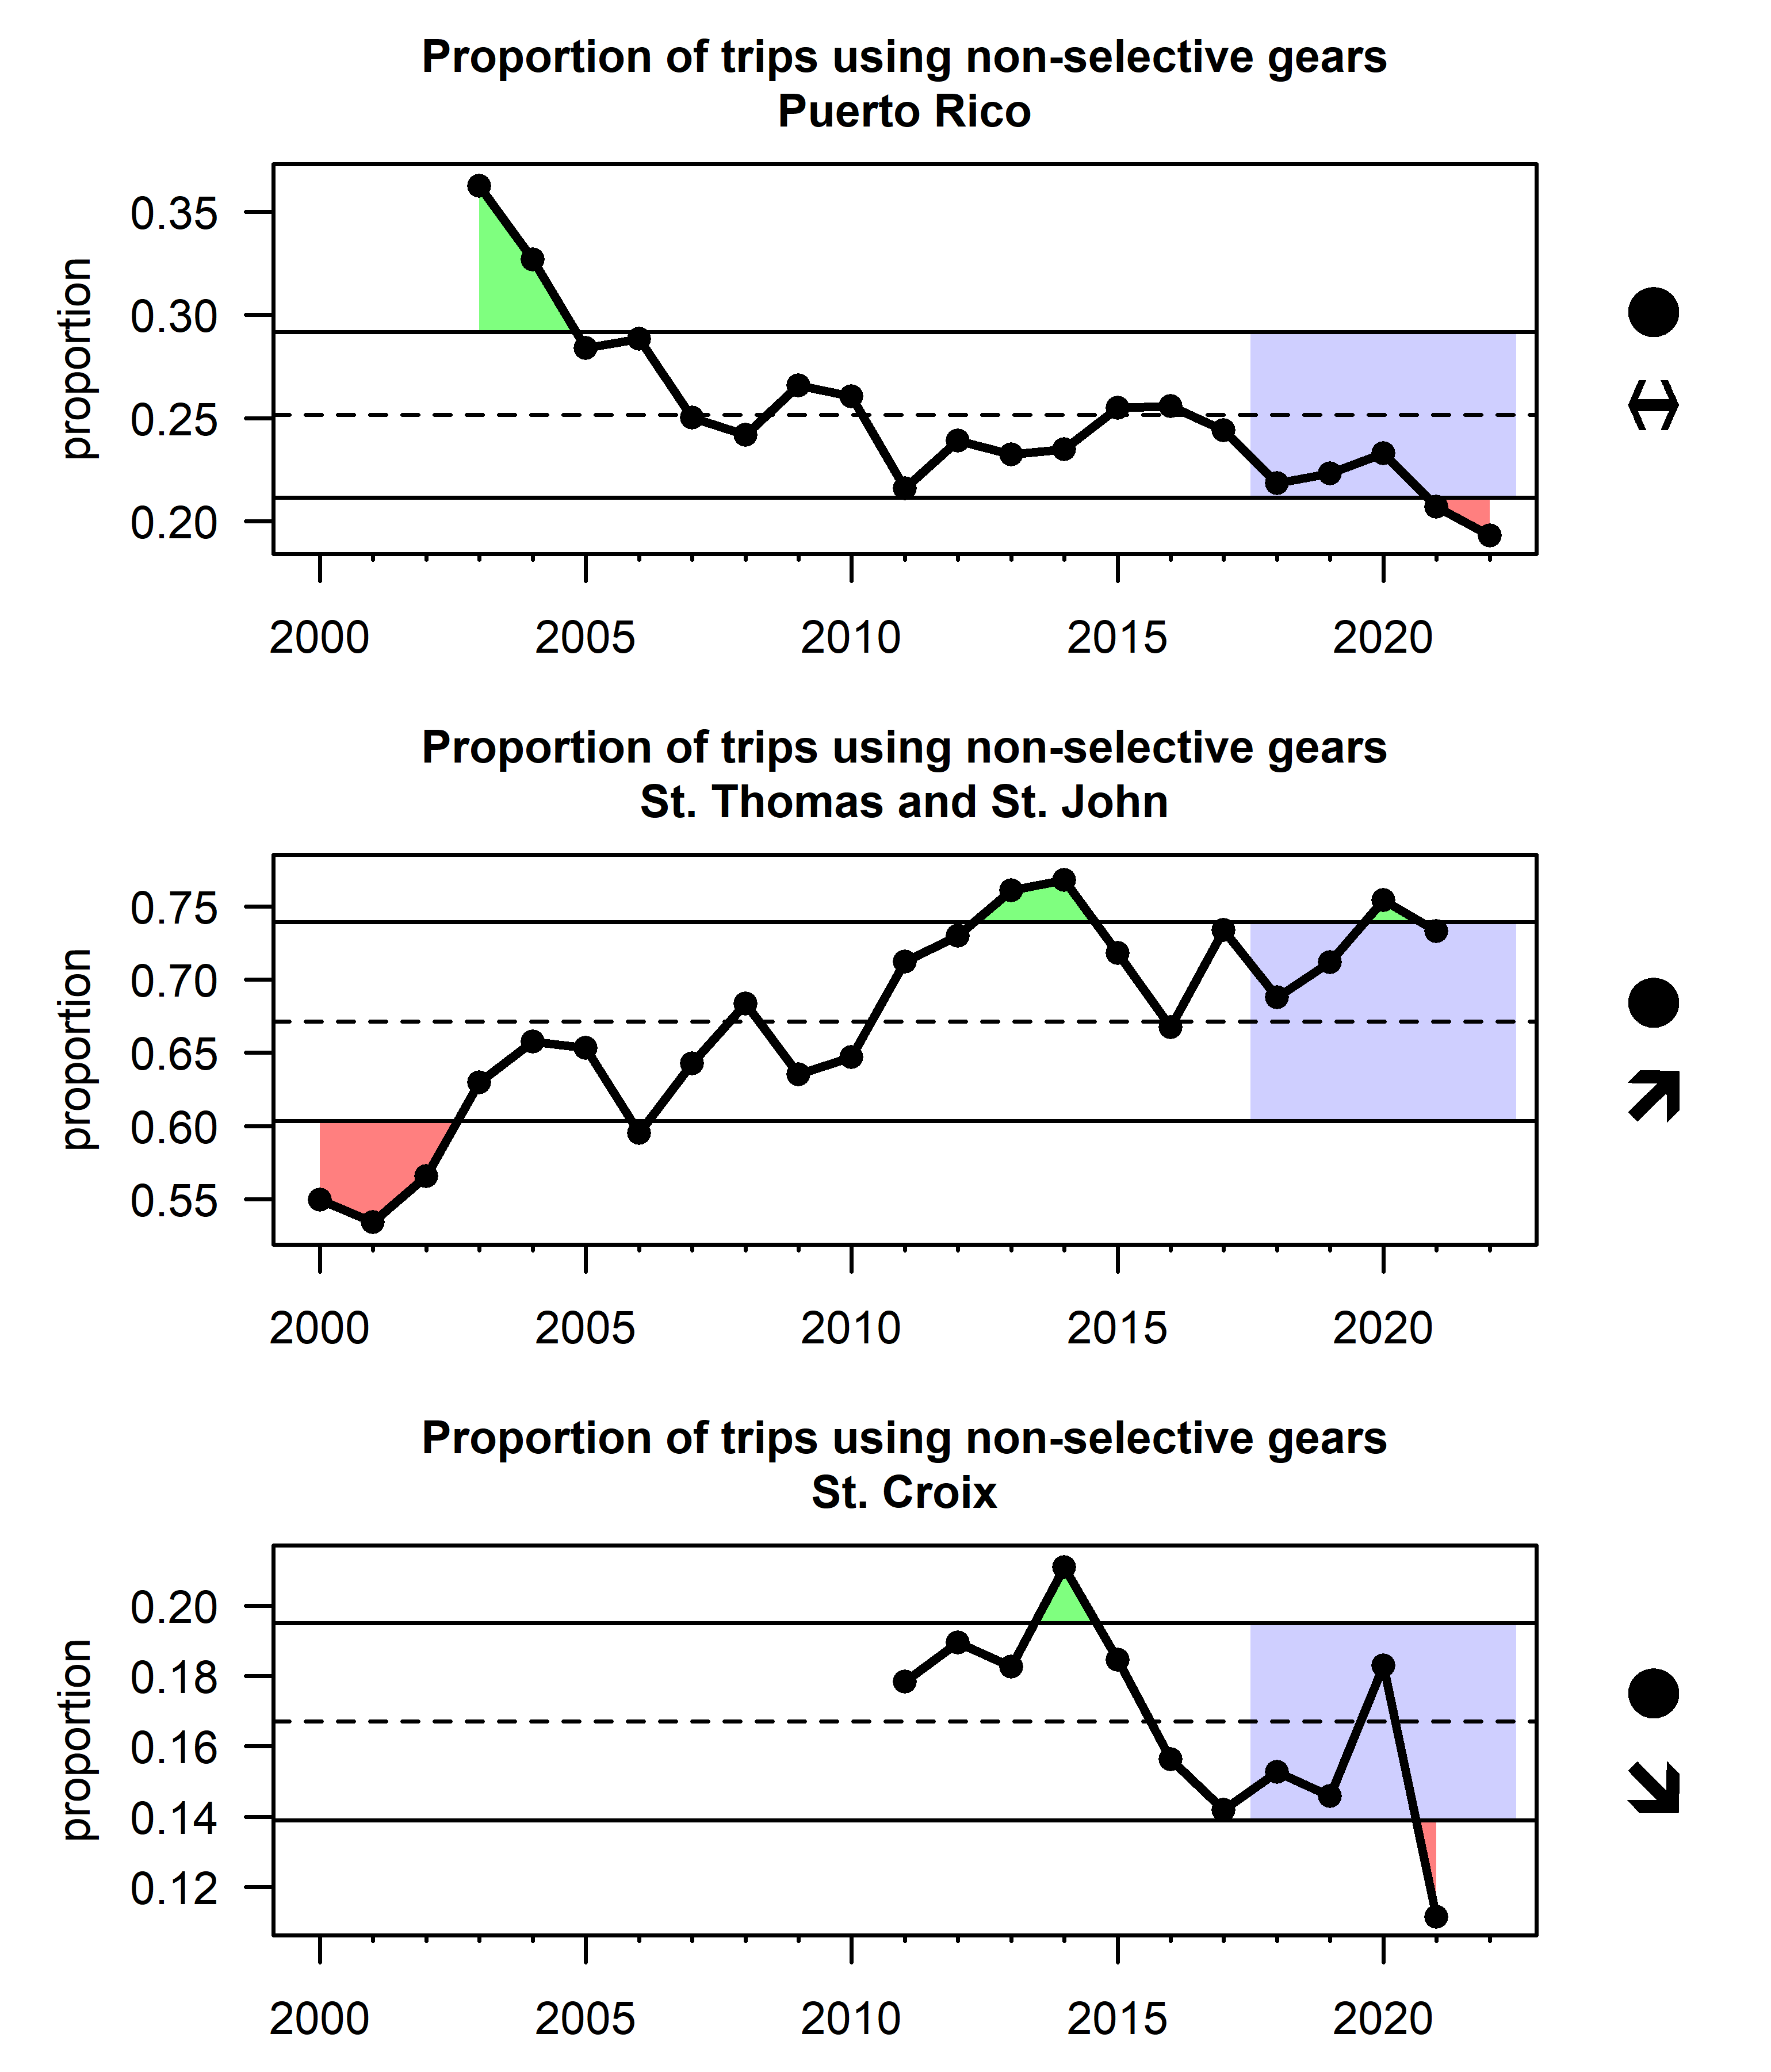 Proportion of trips using non-selective gears
Puerto Rico
proportion
0.35
0.30
0.25
0.20
2000 2005 2010 2015 2020
Proportion of trips using non-selective gears
St. Thomas and St. John
proportion
0.75
0.70
0.65
0.60
0.55
2000 2005 2010 2015 2020
Proportion of trips using non-selective gears
St. Croix
proportion
0.20
0.18
0.16
0.14
0.12
2000 2005 2010 2015 2020